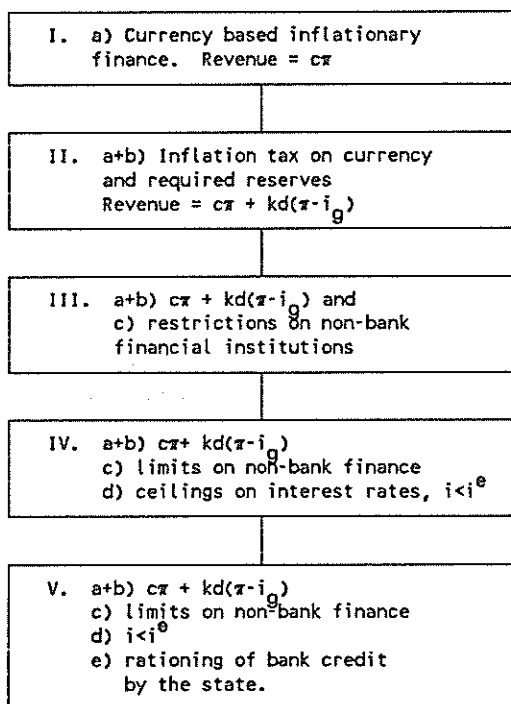 I. a) Currency based inflationary
finance. Revenue = cπ
II. a+b) Inflation tax on currency
and required reserves
Revenue = cπ + kd(π-i_g)
III. a+b) cπ + kd(π-i_g) and
c) restrictions on non-bank
financial institutions
IV. a+b) cπ+ kd(π-i_g)
c) limits on non-bank finance
d) ceilings on interest rates, i<i^e
V. a+b) cπ + kd(π-i_g)
c) limits on non-bank finance
d) i<i^e
e) rationing of bank credit
by the state.